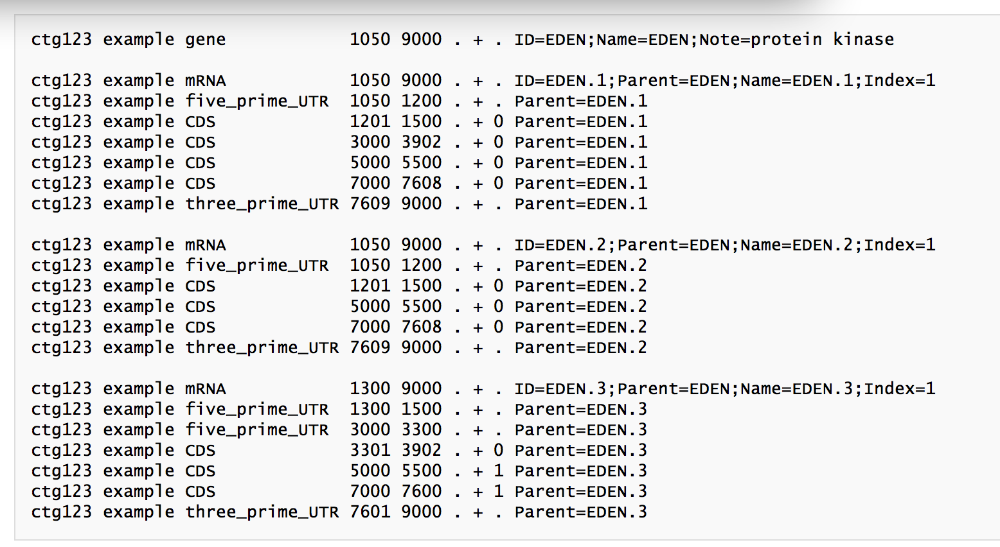 ctg123 example gene 1050 9000 . + . ID=EDEN;Name=EDEN;Note=protein kinase
ctg123 example mRNA 1050 9000 . + . ID=EDEN.1;Parent=EDEN;Name=EDEN.1;Index=1
ctg123 example five_prime_UTR 1050 1200 . + . Parent=EDEN.1
ctg123 example CDS 1201 1500 . + 0 Parent=EDEN.1
ctg123 example CDS 3000 3902 . + 0 Parent=EDEN.1
ctg123 example CDS 5000 5500 . + 0 Parent=EDEN.1
ctg123 example CDS 7000 7608 . + 0 Parent=EDEN.1
ctg123 example three_prime_UTR 7609 9000 . + . Parent=EDEN.1
ctg123 example mRNA 1050 9000 . + . ID=EDEN.2;Parent=EDEN;Name=EDEN.2;Index=1
ctg123 example five_prime_UTR 1050 1200 . + . Parent=EDEN.2
ctg123 example CDS 1201 1500 . + 0 Parent=EDEN.2
ctg123 example CDS 5000 5500 . + 0 Parent=EDEN.2
ctg123 example CDS 7000 7608 . + 0 Parent=EDEN.2
ctg123 example three_prime_UTR 7609 9000 . + . Parent=EDEN.2
ctg123 example mRNA 1300 9000 . + . ID=EDEN.3;Parent=EDEN;Name=EDEN.3;Index=1
ctg123 example five_prime_UTR 1300 1500 . + . Parent=EDEN.3
ctg123 example five_prime_UTR 3000 3300 . + . Parent=EDEN.3
ctg123 example CDS 3301 3902 . + 0 Parent=EDEN.3
ctg123 example CDS 5000 5500 . + 1 Parent=EDEN.3
ctg123 example CDS 7000 7600 . + 1 Parent=EDEN.3
ctg123 example three_prime_UTR 7601 9000 . + . Parent=EDEN.3